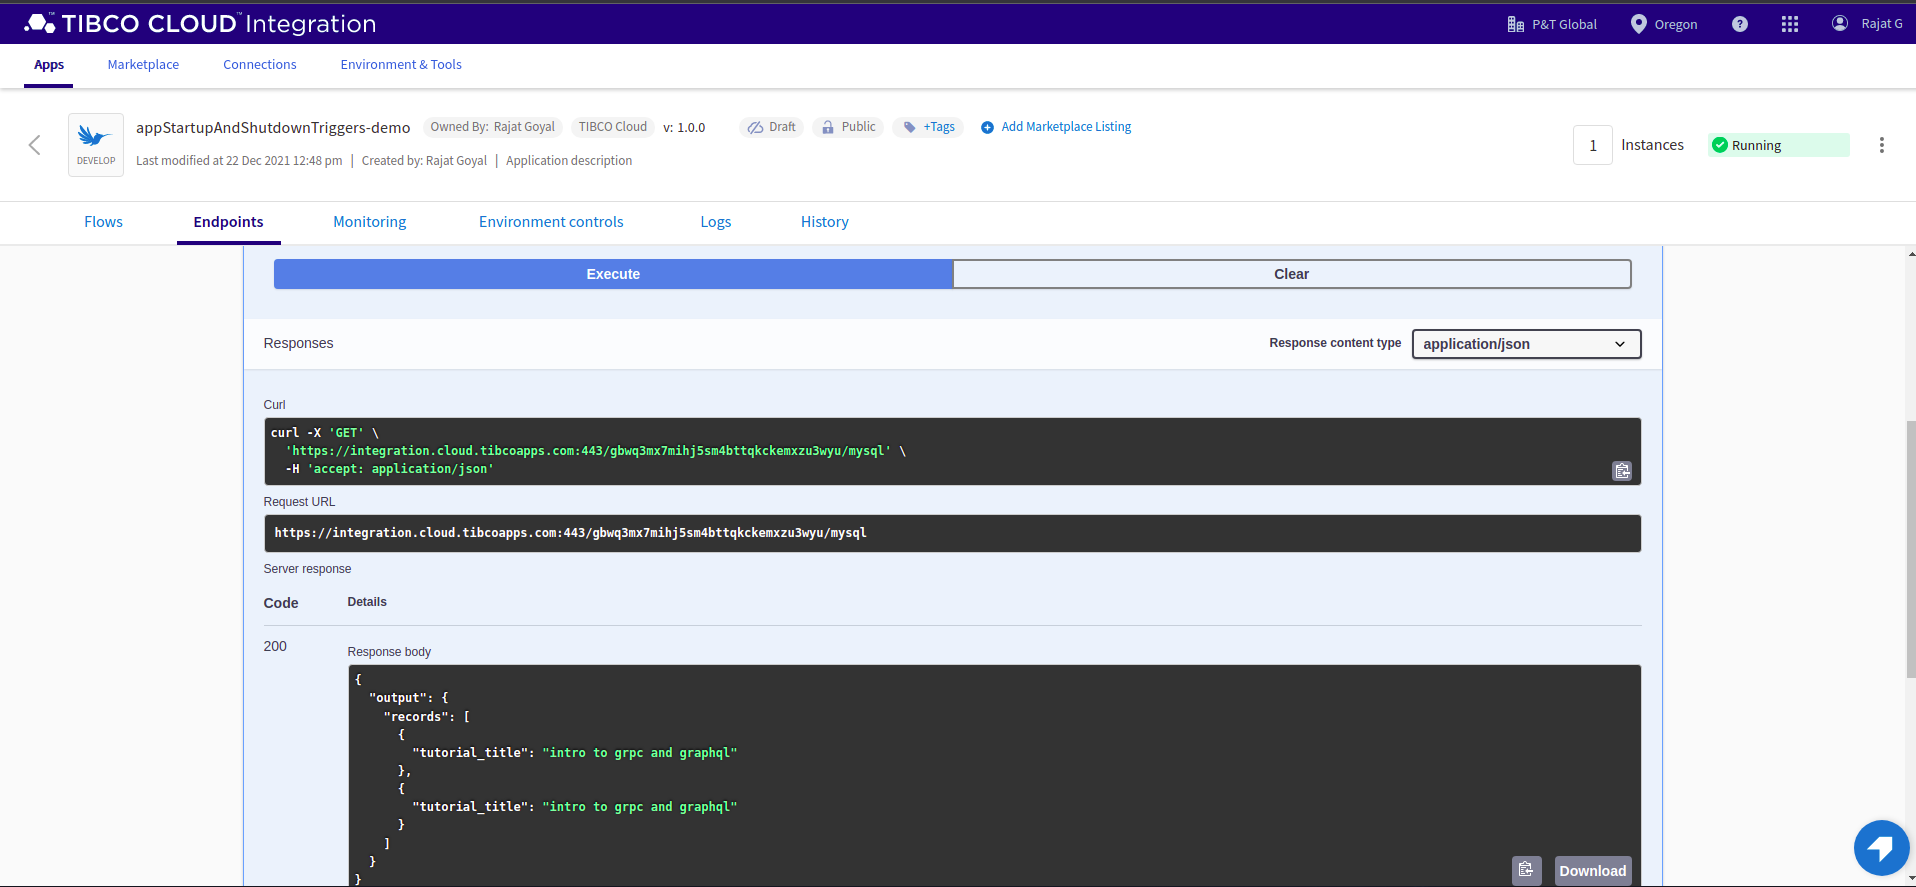 TIBCO CLOUD™ Integration
P&T Global
Oregon
?
Rajat G
Apps
Marketplace
Connections
Environment & Tools
DEVELOP
appStartupAndShutdownTriggers-demo
Owned By: Rajat Goyal
TIBCO Cloud
v: 1.0.0
Draft
Public
+Tags
Add Marketplace Listing
Last modified at 22 Dec 2021 12:48 pm | Created by: Rajat Goyal | Application description
1
Instances
Running
Flows
Endpoints
Monitoring
Environment controls
Logs
History
Execute
Clear
Responses
Response content type
application/json
Curl
curl -X 'GET' \
'https://integration.cloud.tibcoapps.com:443/gbwq3mx7mihj5sm4bttqkckemxzu3wyu/mysql' \
-H 'accept: application/json'
Request URL
https://integration.cloud.tibcoapps.com:443/gbwq3mx7mihj5sm4bttqkckemxzu3wyu/mysql
Server response
Code
Details
200
Response body
{
"output": {
"records": [
{
"tutorial_title": "intro to grpc and graphql"
},
{
"tutorial_title": "intro to grpc and graphql"
}
]
}
}
Download